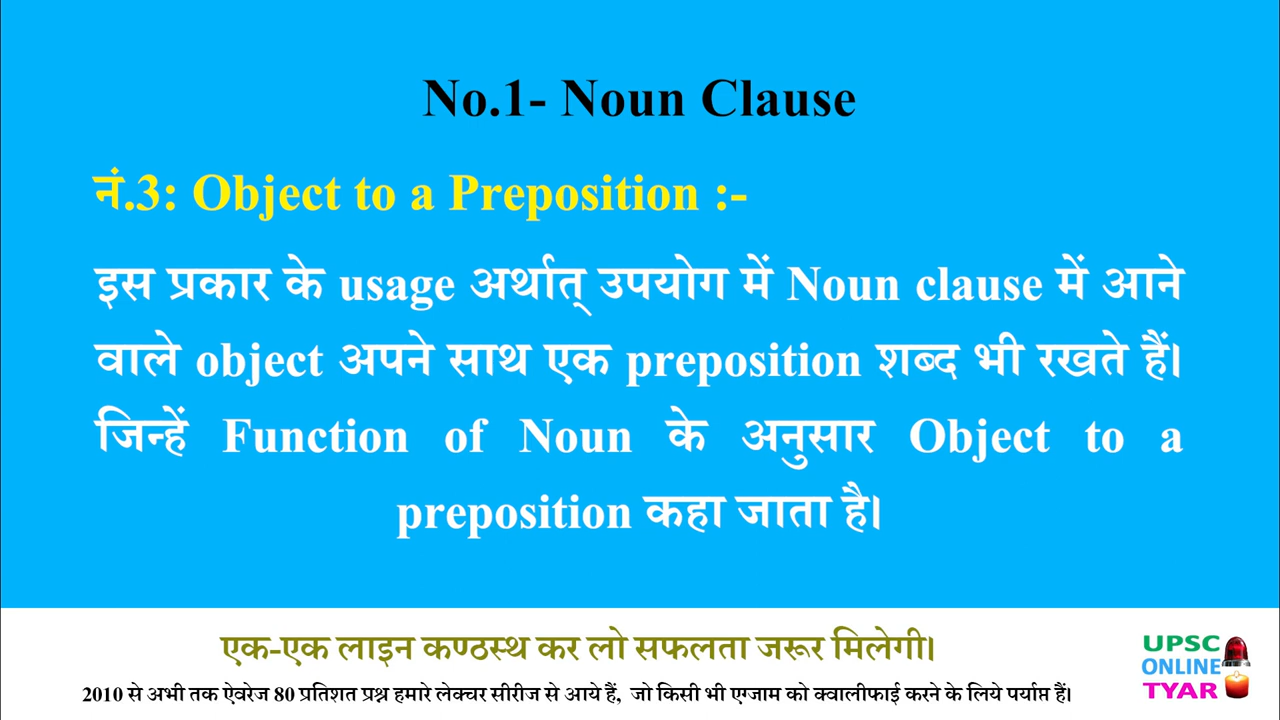 No.1- Noun Clause
नं.3: Object to a Preposition :-
इस प्रकार के usage अर्थात् उपयोग में Noun clause में आने
वाले object अपने साथ एक preposition शब्द भी रखते हैं।
जिन्हें Function of Noun के अनुसार Object to a
preposition कहा जाता है।
एक-एक लाइन कण्ठस्थ कर लो सफलता जरूर मिलेगी।
2010 से अभी तक ऐवरेज 80 प्रतिशत प्रश्न हमारे लेक्चर सीरीज से आये हैं, जो किसी भी एग्जाम को क्वालीफाई करने के लिये पर्याप्त हैं।
UPSC
ONLINE
TYAR